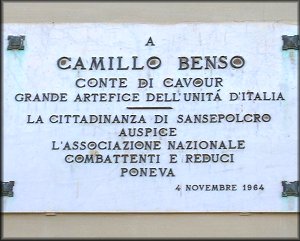 A
CAMILLO BENSO
CONTE DI CAVOUR
GRANDE ARTEFICE DELL'UNITÁ D'ITALIA
LA CITTADINANZA DI SANSEPOLCRO
AUSPICE
L'ASSOCIAZIONE NAZIONALE
COMBATTENTI E REDUCI
PONEVA
4 NOVEMBRE 1964